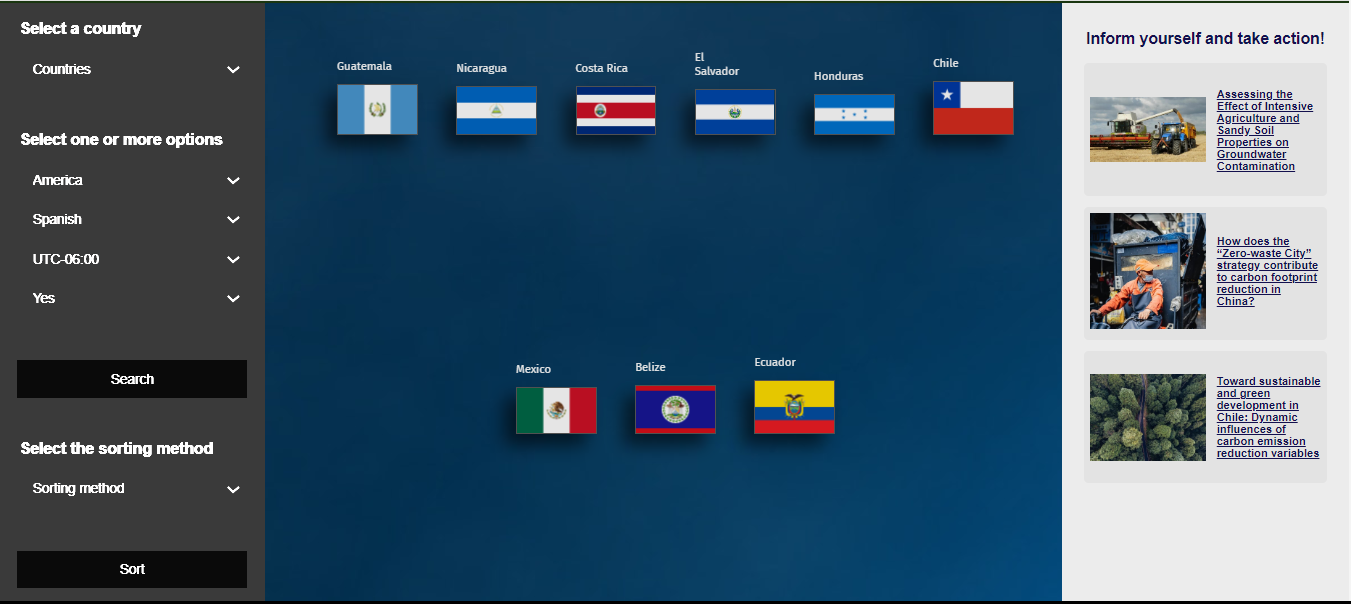 Select a country
Countries
Select one or more options
America
Spanish
UTC-06:00
Yes
Search
Select the sorting method
Sorting method
Sort
Guatemala
Nicaragua
Costa Rica
El
Salvador
Honduras
Chile
Mexico
Belize
Ecuador
Inform yourself and take action!
Assessing the
Effect of Intensive
Agriculture and
Sandy Soil
Properties on
Groundwater
Contamination
How does the
“Zero-waste City”
strategy contribute
to carbon footprint
reduction in
China?
Toward sustainable
and green
development in
Chile: Dynamic
influences of
carbon emission
reduction variables